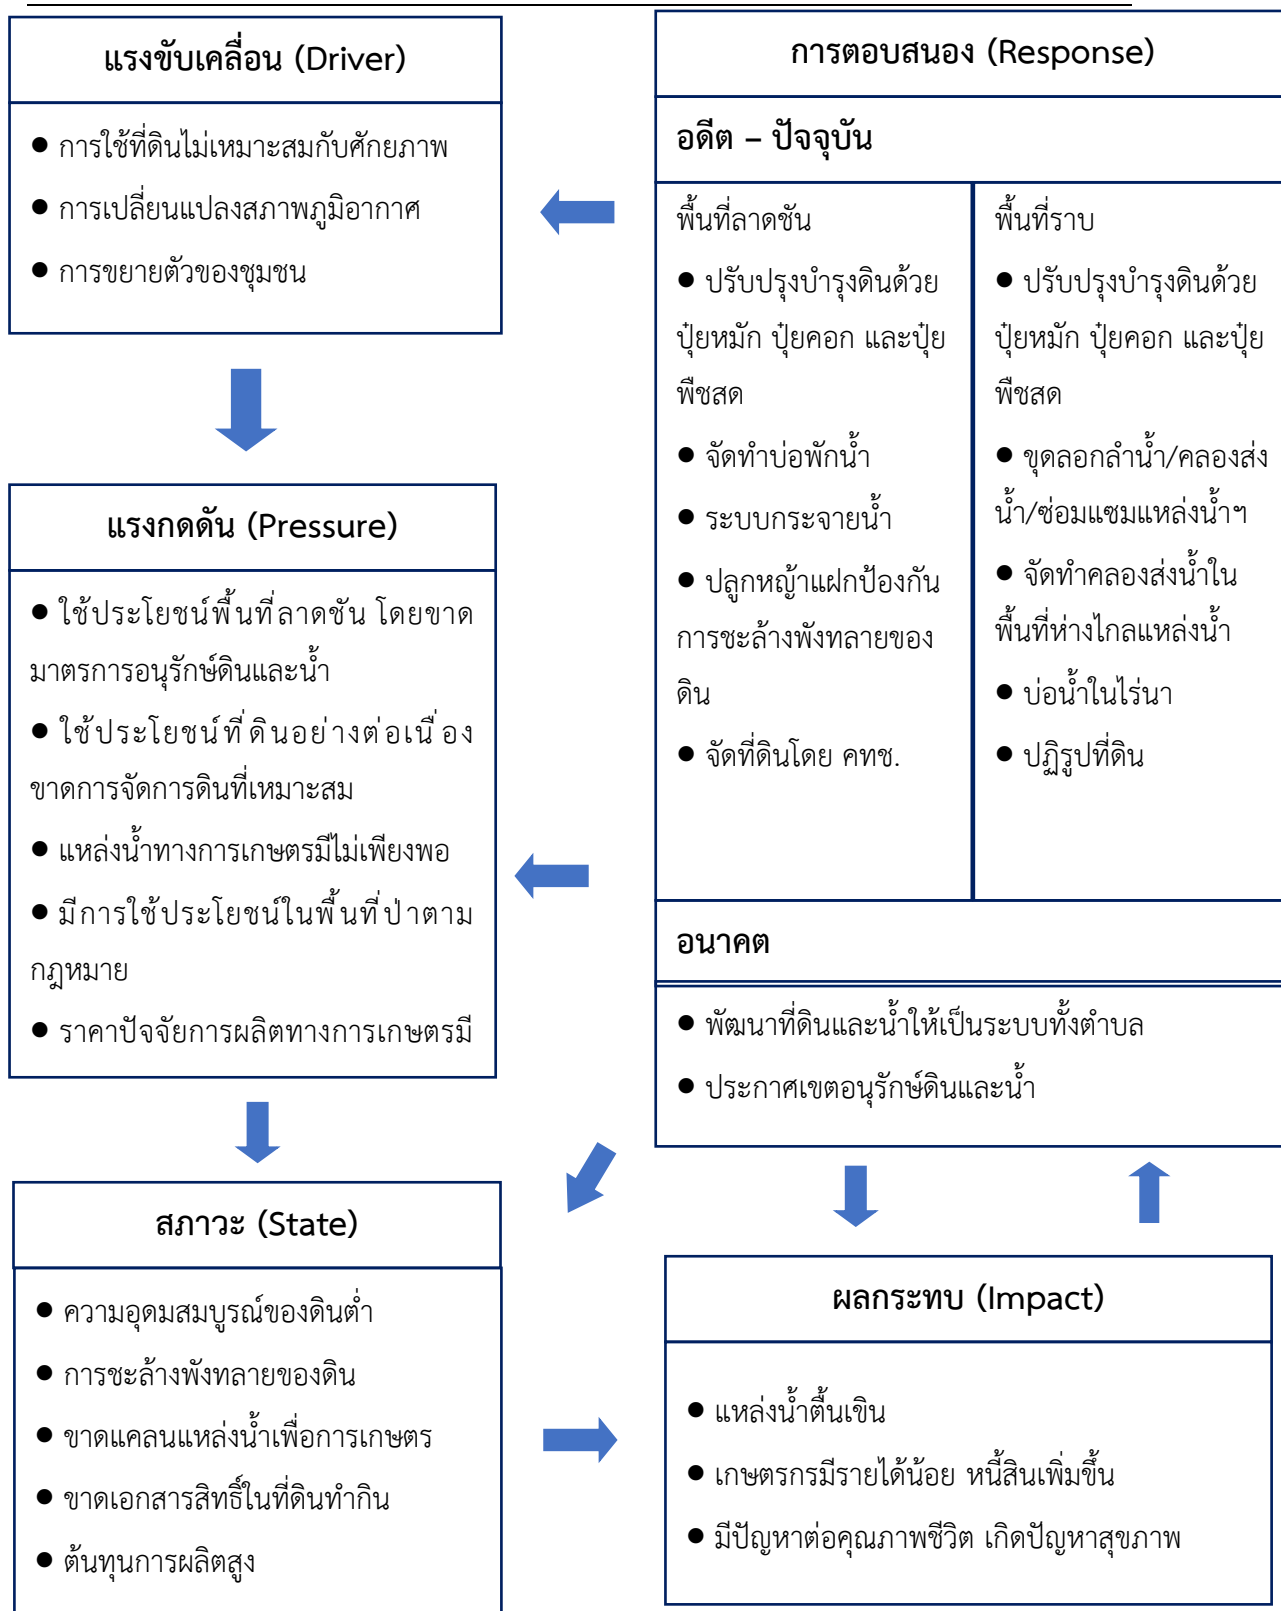 แรงขับเคลื่อน (Driver)
● การใช้ที่ดินไม่เหมาะสมกับศักยภาพ
● การเปลี่ยนแปลงสภาพภูมิอากาศ
● การขยายตัวของชุมชน
แรงกดดัน (Pressure)
● ใช้ประโยชน์พื้นที่ลาดชัน โดยขาด
มาตรการอนุรักษ์ดินและน้ำ
● ใช้ประโยชน์ที่ดินอย่างต่อเนื่อง
ขาดการจัดการดินที่เหมาะสม
● แหล่งน้ำทางการเกษตรมีไม่เพียงพอ
● มีการใช้ประโยชน์ในพื้นที่ป่าตาม
กฎหมาย
● ราคาปัจจัยการผลิตทางการเกษตรมี
สภาวะ (State)
● ความอุดมสมบูรณ์ของดินต่ำ
● การชะล้างพังทลายของดิน
● ขาดแคลนแหล่งน้ำเพื่อการเกษตร
● ขาดเอกสารสิทธิ์ในที่ดินทำกิน
● ต้นทุนการผลิตสูง
การตอบสนอง (Response)
อดีต – ปัจจุบัน
พื้นที่ลาดชัน
● ปรับปรุงบำรุงดินด้วย
ปุ๋ยหมัก ปุ๋ยคอก และปุ๋ย
พืชสด
● จัดทำบ่อพักน้ำ
● ระบบกระจายน้ำ
● ปลูกหญ้าแฝกป้องกัน
การชะล้างพังทลายของ
ดิน
● จัดที่ดินโดย คทช.
พื้นที่ราบ
● ปรับปรุงบำรุงดินด้วย
ปุ๋ยหมัก ปุ๋ยคอก และปุ๋ย
พืชสด
● ขุดลอกลำน้ำ/คลองส่ง
น้ำ/ซ่อมแซมแหล่งน้ำฯ
● จัดทำคลองส่งน้ำใน
พื้นที่ห่างไกลแหล่งน้ำ
● บ่อน้ำในไร่นา
● ปฏิรูปที่ดิน
อนาคต
● พัฒนาที่ดินและน้ำให้เป็นระบบทั้งตำบล
● ประกาศเขตอนุรักษ์ดินและน้ำ
ผลกระทบ (Impact)
● แหล่งน้ำตื้นเขิน
● เกษตรกรมีรายได้น้อย หนี้สินเพิ่มขึ้น
● มีปัญหาต่อคุณภาพชีวิต เกิดปัญหาสุขภาพ